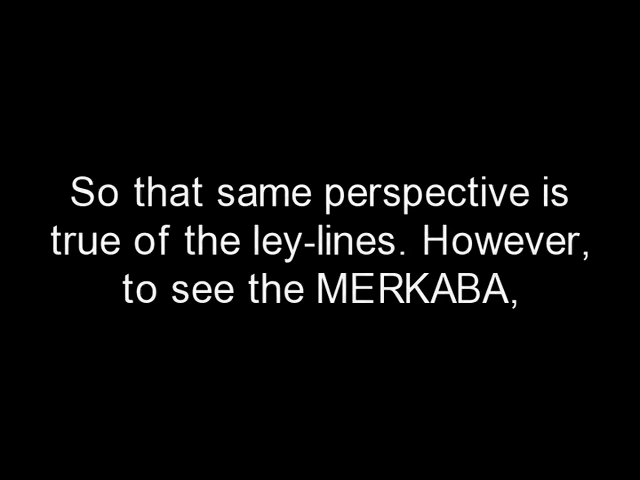 So that same perspective is
true of the ley-lines. However,
to see the MERKABA,